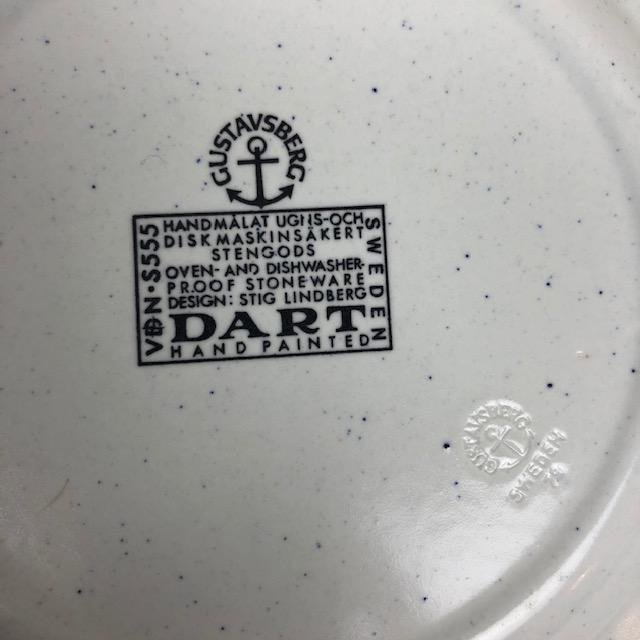 GUSTAVSBERG
VDN·S555
HANDMÅLAT UGNS-OCH
DISKMASKINSÄKERT
STENGODS
OVEN- AND DISHWASHER-
PROOF STONEWARE
DESIGN: STIG LINDBERG
DART
HAND PAINTED
SWEDEN
GUSTAVSBERG
SWEDEN